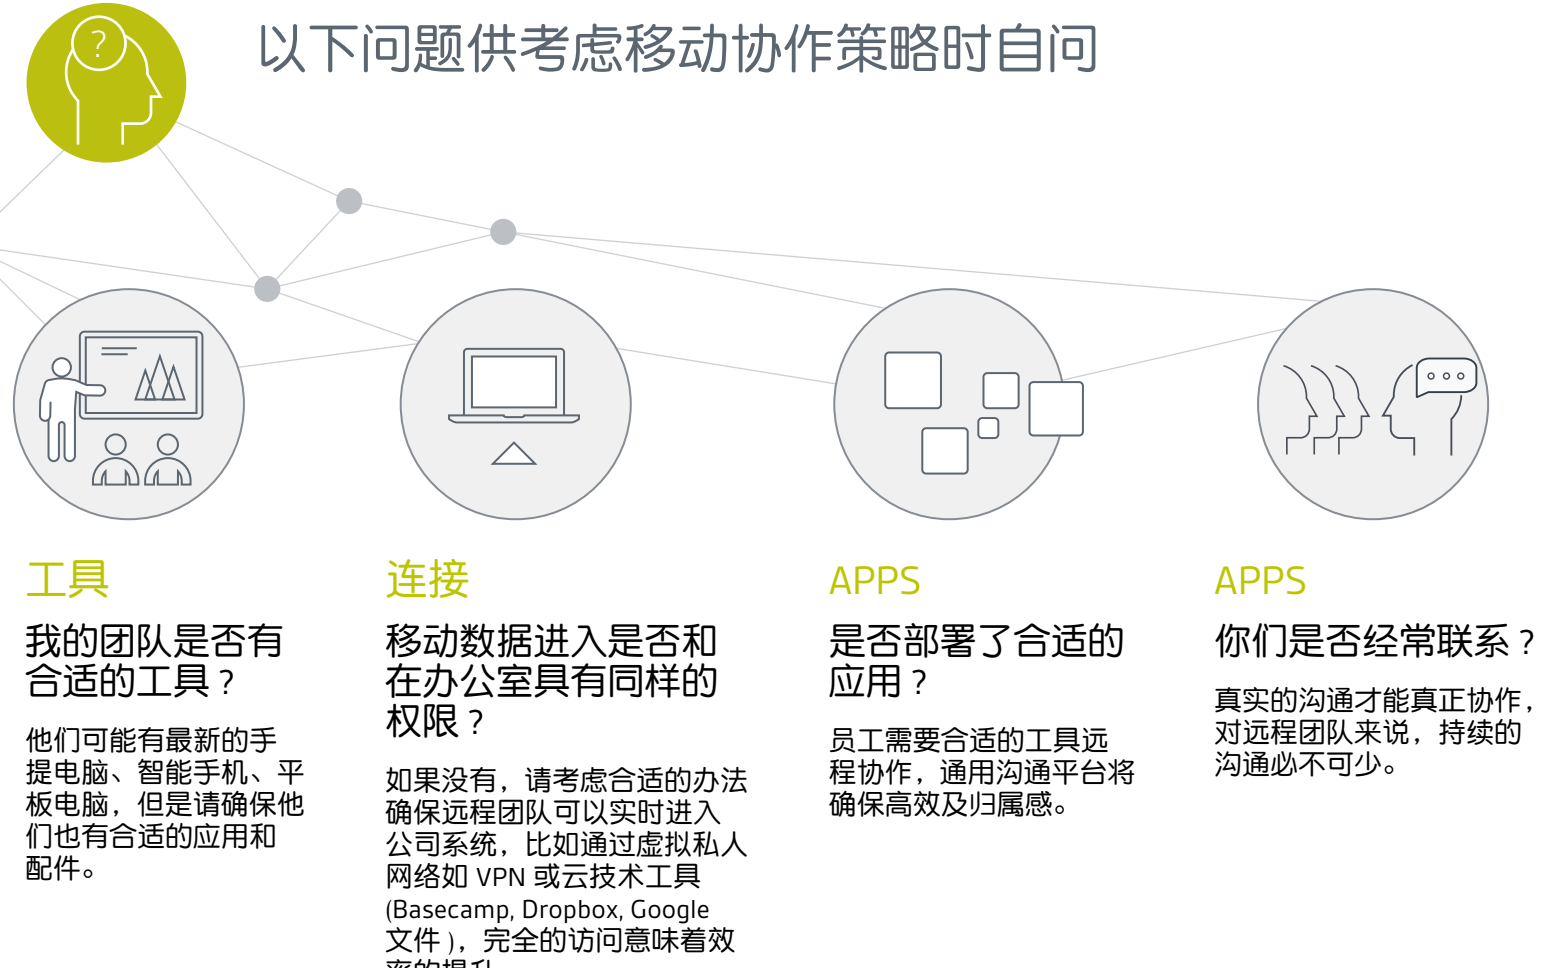 ?
以下问题供考虑移动协作策略时自问
工具
我的团队是否有
合适的工具？
他们可能有最新的手
提电脑、智能手机、平
板电脑，但是请确保他
们也有合适的应用和
配件。
连接
移动数据进入是否和
在办公室具有同样的
权限？
如果没有，请考虑合适的办法
确保远程团队可以实时进入
公司系统，比如通过虚拟私人
网络如 VPN 或云技术工具
(Basecamp, Dropbox, Google
文件 )，完全的访问意味着效
APPS
是否部署了合适的
应用？
员工需要合适的工具远
程协作，通用沟通平台将
确保高效及归属感。
APPS
你们是否经常联系？
真实的沟通才能真正协作，
对远程团队来说，持续的
沟通必不可少。